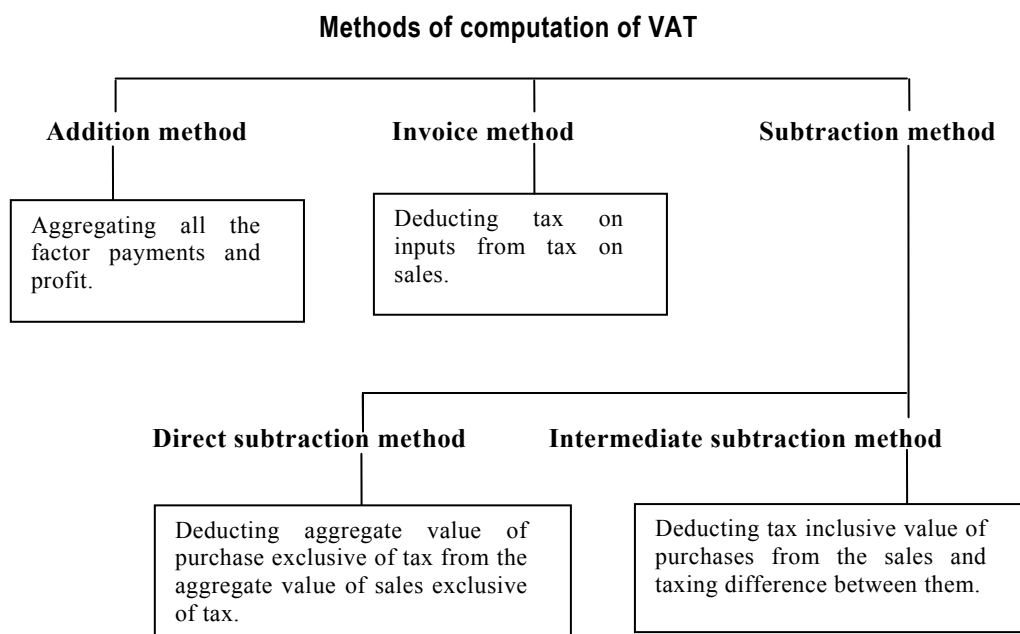 Methods of computation of VAT
Addition method
Invoice method
Subtraction method
Aggregating all the
factor payments and
profit.
Deducting tax on
inputs from tax on
sales.
Direct subtraction method
Intermediate subtraction method
Deducting aggregate value of
purchase exclusive of tax from the
aggregate value of sales exclusive
of tax.
Deducting tax inclusive value of
purchases from the sales and
taxing difference between them.